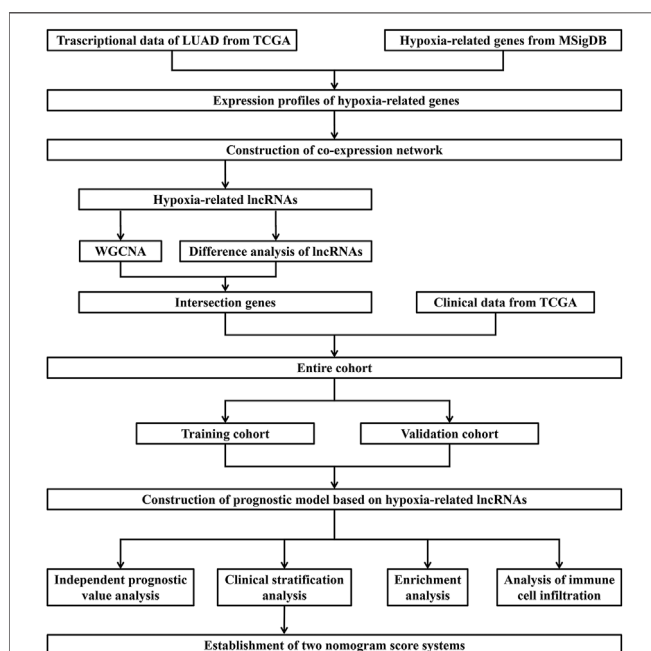 Trascriptional data of LUAD from TCGA
Hypoxia-related genes from MSigDB
Expression profiles of hypoxia-related genes
Construction of co-expression network
Hypoxia-related lncRNAs
WGCNA
Difference analysis of lncRNAs
Intersection genes
Clinical data from TCGA
Entire cohort
Training cohort
Validation cohort
Construction of prognostic model based on hypoxia-related lncRNAs
Independent prognostic
value analysis
Clinical stratification
analysis
Enrichment
analysis
Analysis of immune
cell infiltration
Establishment of two nomogram score systems